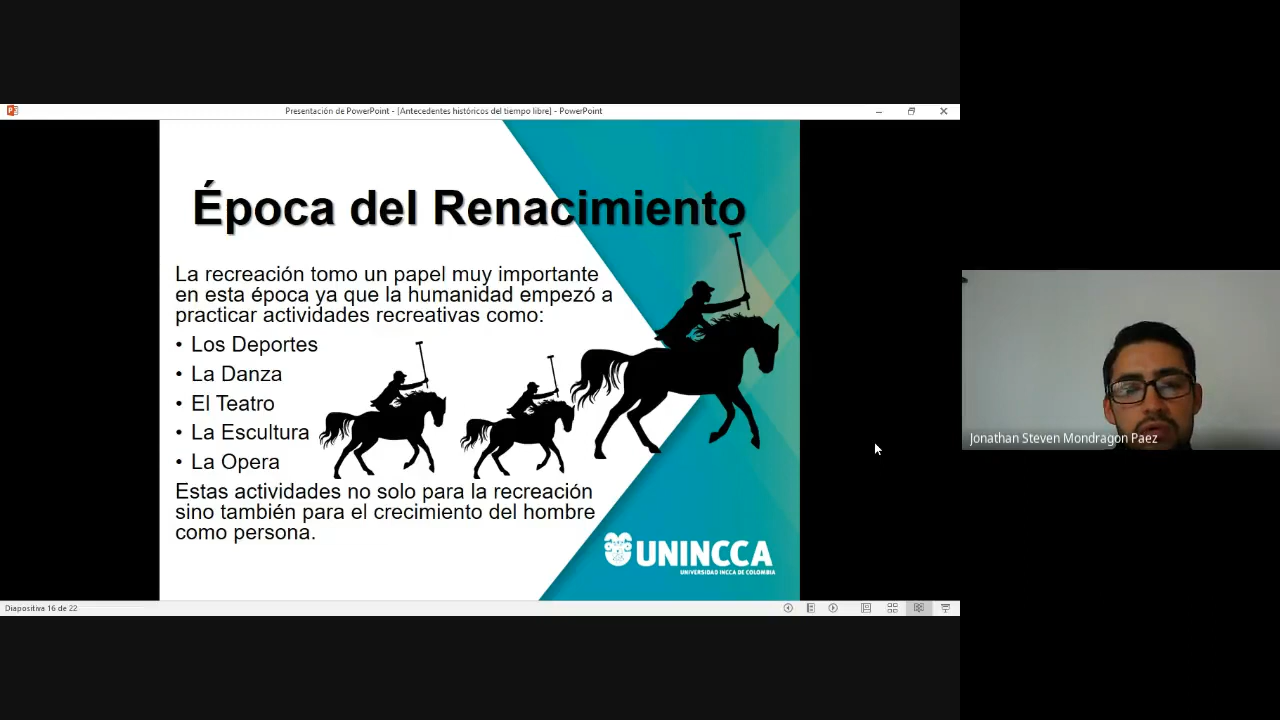 Presentación de PowerPoint - [Antecedentes históricos del tiempo libre] - PowerPoint
Época del Renacimiento
La recreación tomo un papel muy importante
en esta época ya que la humanidad empezó a
practicar actividades recreativas como:
• Los Deportes
• La Danza
• El Teatro
• La Escultura
• La Opera
Estas actividades no solo para la recreación
sino también para el crecimiento del hombre
como persona.
UNINCCA
UNIVERSIDAD INCCA DE COLOMBIA
Jonathan Steven Mondragon Paez
Diapositiva 16 de 22